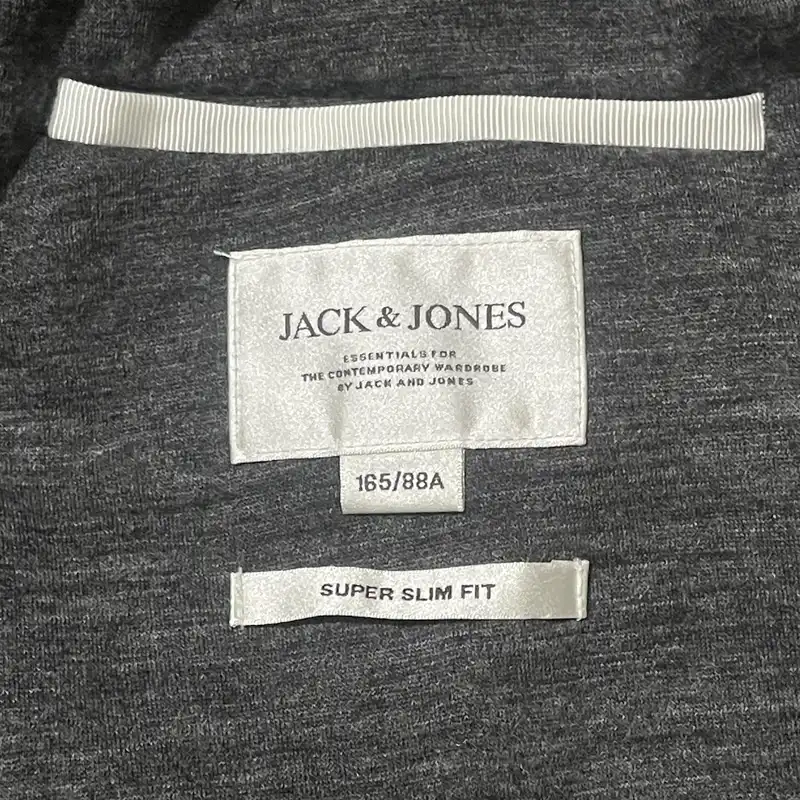 JACK & JONES
ESSENTIALS FOR
THE CONTEMPORARY WARDROBE
BY JACK AND JONES
165/88A
SUPER SLIM FIT